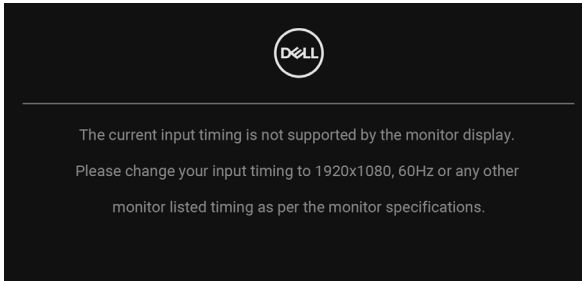 DELL
The current input timing is not supported by the monitor display.
Please change your input timing to 1920x1080, 60Hz or any other
monitor listed timing as per the monitor specifications.